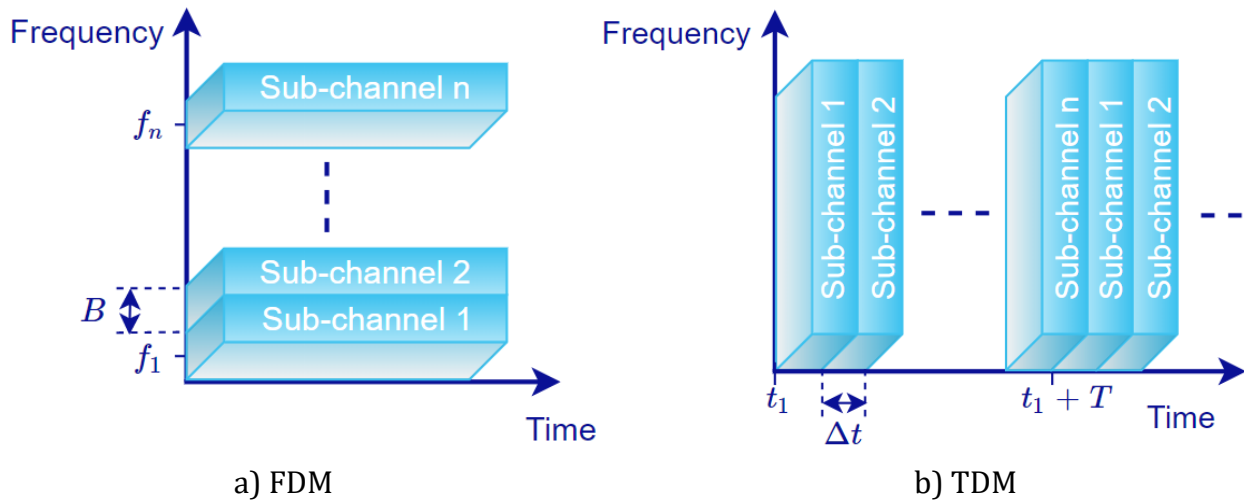 Frequency
Sub-channel n
f_n
Sub-channel 2
B
Sub-channel 1
f_1
Time
a) FDM
Frequency
Sub-channel 1
Sub-channel 2
Sub-channel n
Sub-channel 1
Sub-channel 2
t_1
Δt
t_1 + T
Time
b) TDM